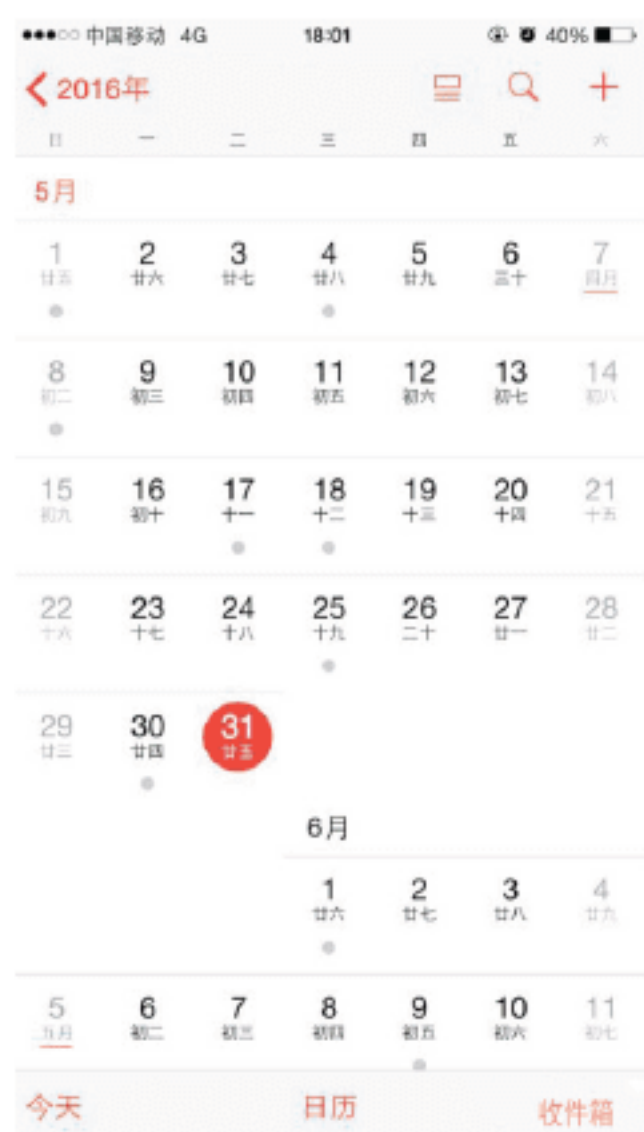 中国移动 4G 18:01 40%
2016年
日 一 二 三 四 五 六
5月
1 2 3 4 5 6 7
廿五 廿六 廿七 廿八 廿九 三十 四月
8 9 10 11 12 13 14
初二 初三 初四 初五 初六 初七 初八
15 16 17 18 19 20 21
初九 初十 十一 十二 十三 十四 十五
22 23 24 25 26 27 28
十六 十七 十八 十九 二十 廿一 廿二
29 30 31
廿三 廿四 廿五
6月
1 2 3 4
廿六 廿七 廿八 廿九
5 6 7 8 9 10 11
五月 初二 初三 初四 初五 初六 初七
今天 日历 收件箱